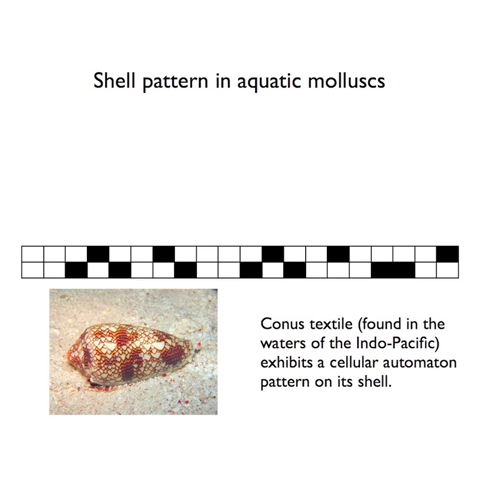 Shell pattern in aquatic molluscs
Conus textile (found in the
waters of the Indo-Pacific)
exhibits a cellular automaton
pattern on its shell.